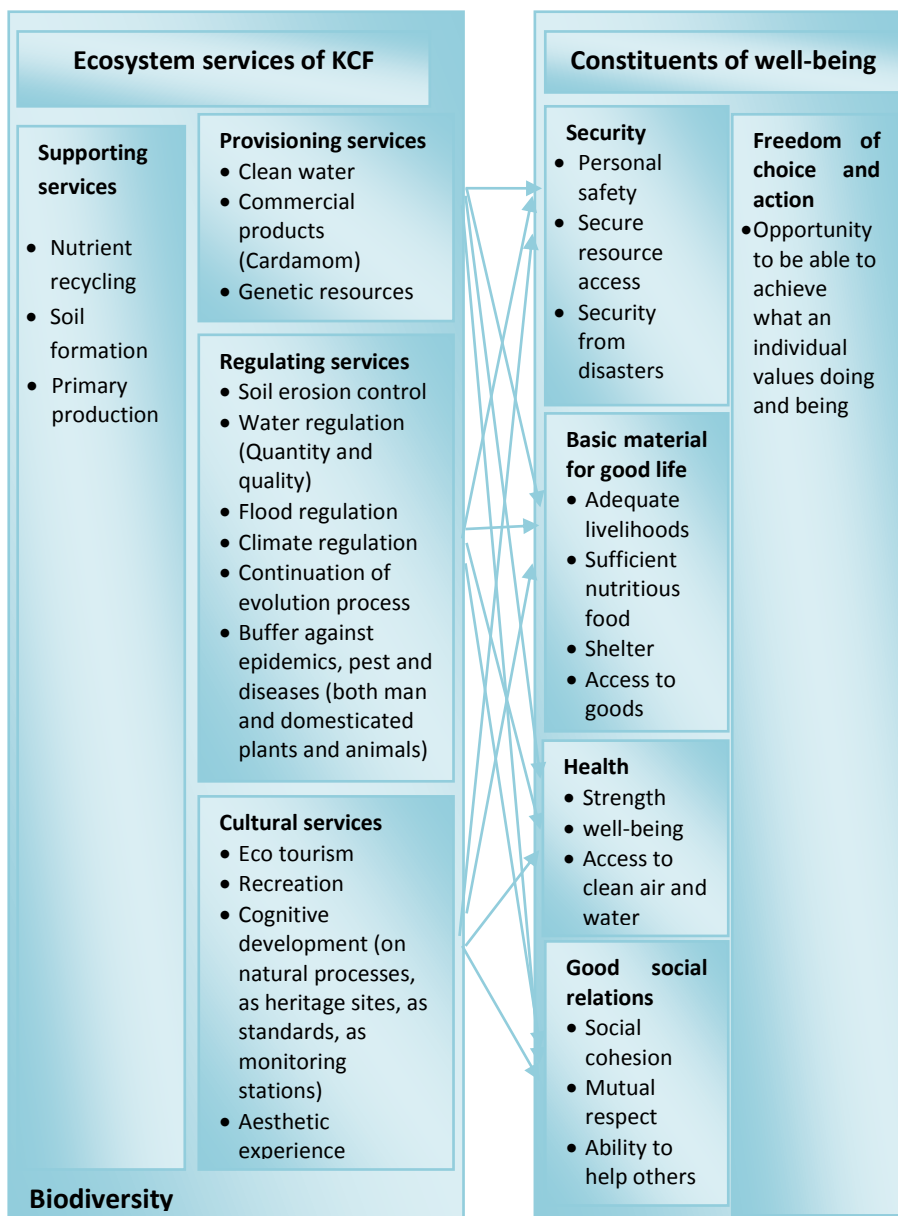 Ecosystem services of KCF
Supporting
services
• Nutrient
recycling
• Soil
formation
• Primary
production
Provisioning services
• Clean water
• Commercial
products
(Cardamom)
• Genetic resources
Regulating services
• Soil erosion control
• Water regulation
(Quantity and
quality)
• Flood regulation
• Climate regulation
• Continuation of
evolution process
• Buffer against
epidemics, pest and
diseases (both man
and domesticated
plants and animals)
Cultural services
• Eco tourism
• Recreation
• Cognitive
development (on
natural processes,
as heritage sites, as
standards, as
monitoring
stations)
• Aesthetic
experience
Biodiversity
Constituents of well-being
Security
• Personal
safety
• Secure
resource
access
• Security
from
disasters
Basic material
for good life
• Adequate
livelihoods
• Sufficient
nutritious
food
• Shelter
• Access to
goods
Health
• Strength
• well-being
• Access to
clean air and
water
Good social
relations
• Social
cohesion
• Mutual
respect
• Ability to
help others
Freedom of
choice and
action
•Opportunity
to be able to
achieve
what an
individual
values doing
and being